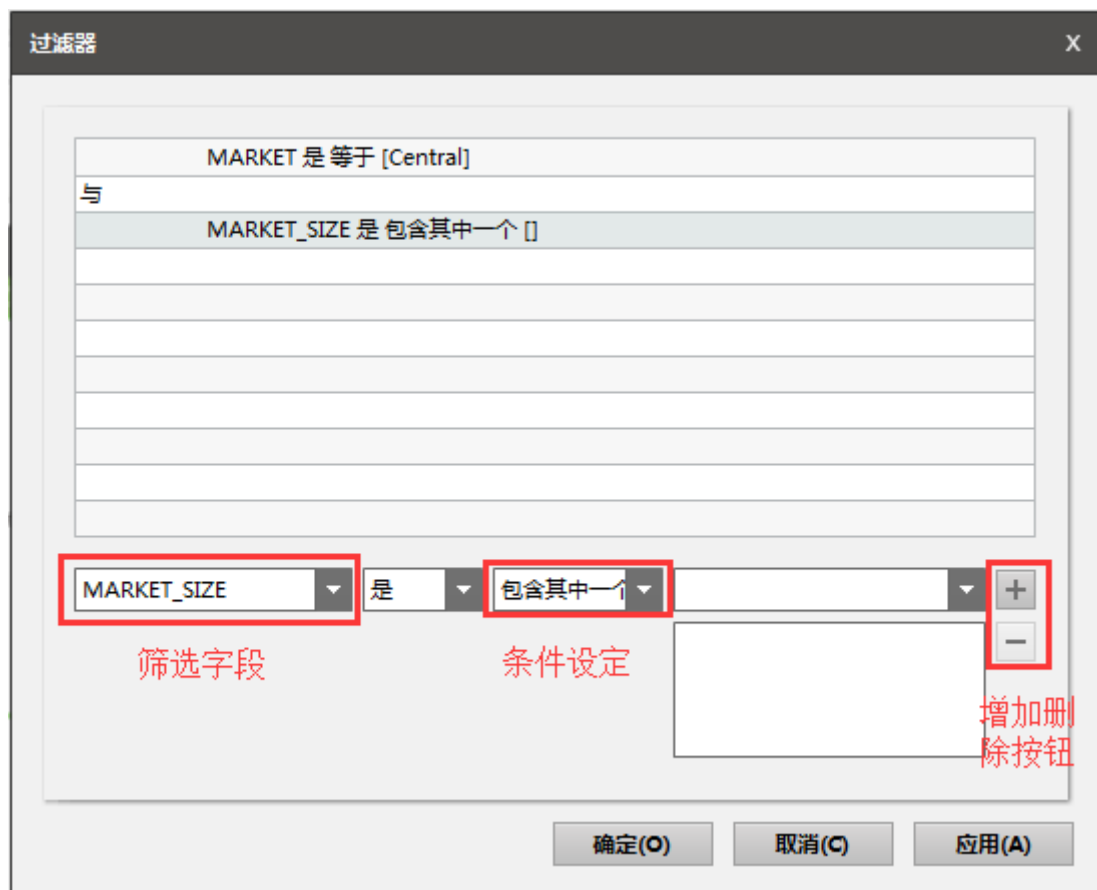 过滤器
X
MARKET 是 等于 [Central]
与
MARKET_SIZE 是 包含其中一个 []
MARKET_SIZE
是
包含其中一个
+
−
筛选字段
条件设定
增加删
除按钮
确定(O)
取消(C)
应用(A)